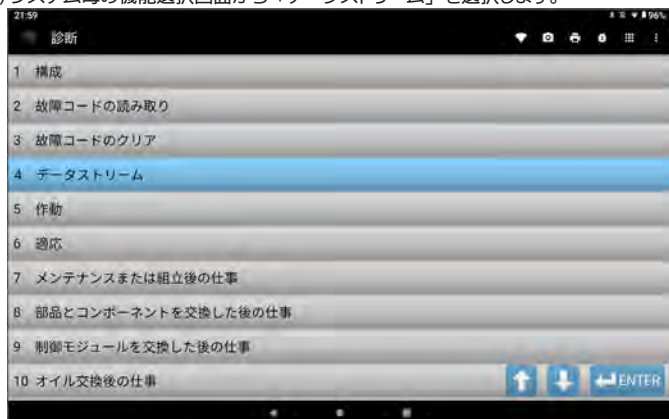 システム毎の機能選択画面から「データストリーム」を選択します。
21:59
96%
診断
1 構成
2 故障コードの読み取り
3 故障コードのクリア
4 データストリーム
5 作動
6 適応
7 メンテナンスまたは組立後の仕事
8 部品とコンポーネントを交換した後の仕事
9 制御モジュールを交換した後の仕事
10 オイル交換後の仕事
ENTER